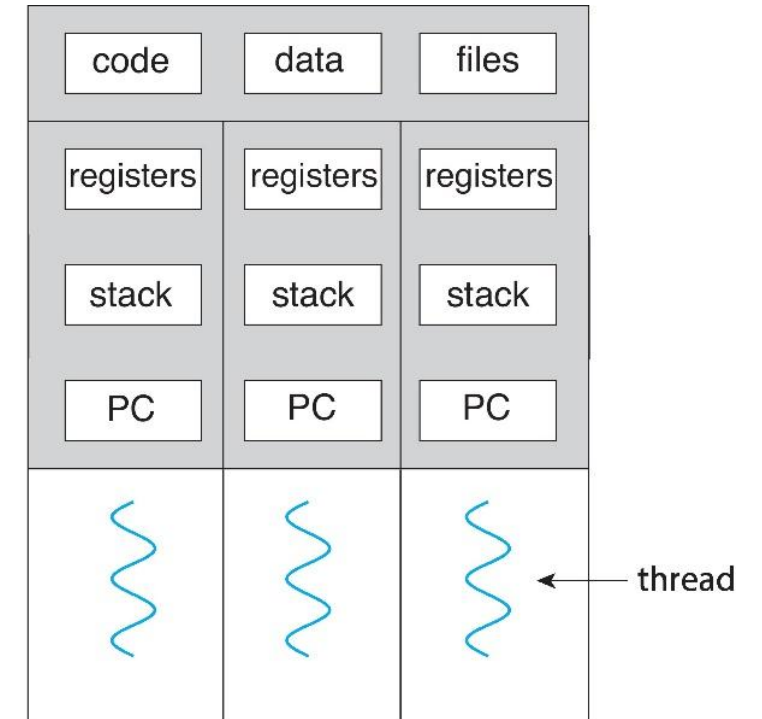 code data files
registers registers registers
stack stack stack
PC PC PC
thread